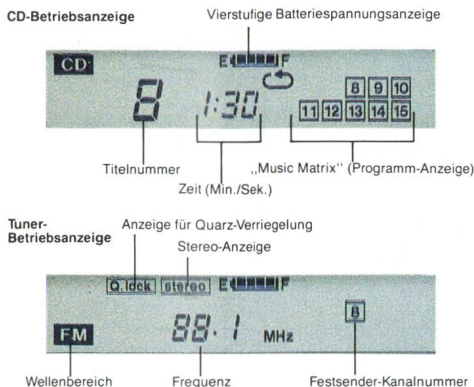 CD-Betriebsanzeige
Vierstufige Batteriespannungsanzeige
CD
E F
8
1:30
8 9 10
11 12 13 14 15
Titelnummer
Zeit (Min./Sek.)
„Music Matrix“ (Programm-Anzeige)
Tuner-
Betriebsanzeige
Anzeige für Quarz-Verriegelung
Stereo-Anzeige
Q.lock stereo E F
8
FM 88.1 MHz
Wellenbereich Frequenz Festsender-Kanalnummer